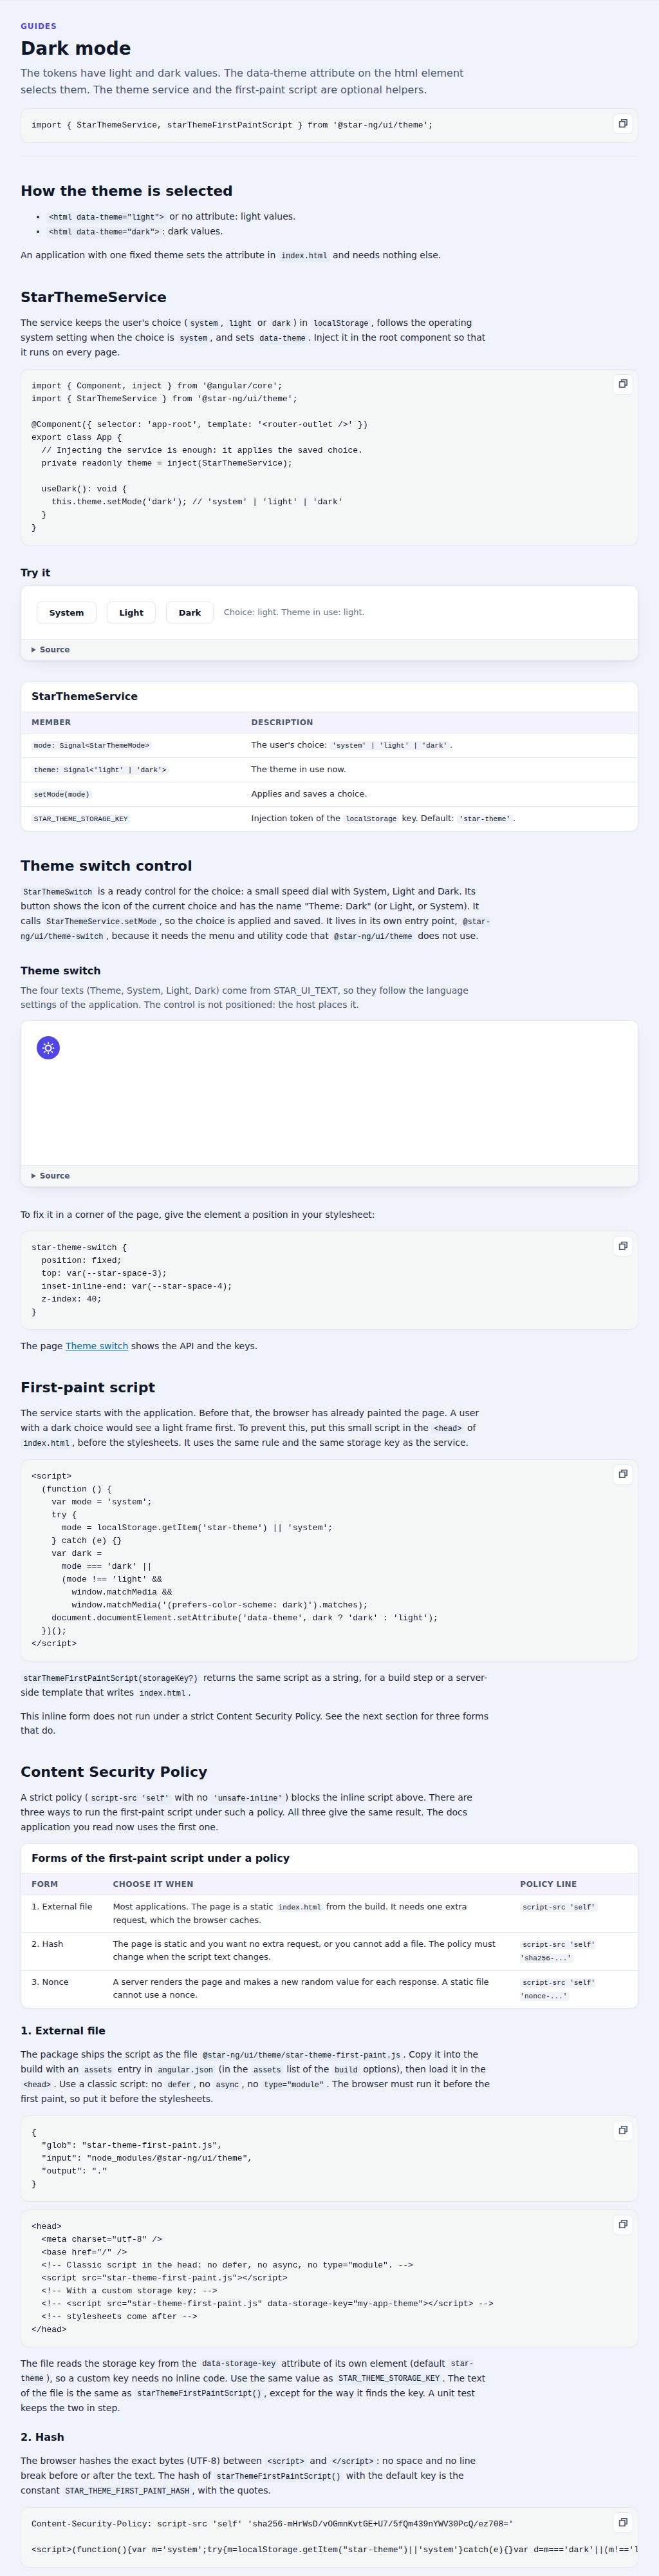 GUIDES
Dark mode
The tokens have light and dark values. The data-theme attribute on the html element
selects them. The theme service and the first-paint script are optional helpers.
import { StarThemeService, starThemeFirstPaintScript } from '@star-ng/ui/theme';
How the theme is selected
• <html data-theme="light"> or no attribute: light values.
• <html data-theme="dark">: dark values.
An application with one fixed theme sets the attribute in index.html and needs nothing else.
StarThemeService
The service keeps the user's choice (system, light or dark) in localStorage, follows the operating
system setting when the choice is system, and sets data-theme. Inject it in the root component so that
it runs on every page.
import { Component, inject } from '@angular/core';
import { StarThemeService } from '@star-ng/ui/theme';
@Component({ selector: 'app-root', template: '<router-outlet />' })
export class App {
  // Injecting the service is enough: it applies the saved choice.
  private readonly theme = inject(StarThemeService);
  useDark(): void {
    this.theme.setMode('dark'); // 'system' | 'light' | 'dark'
  }
}
Try it
System Light Dark Choice: light. Theme in use: light.
▶ Source
StarThemeService
MEMBER DESCRIPTION
mode: Signal<StarThemeMode> The user's choice: 'system' | 'light' | 'dark'.
theme: Signal<'light' | 'dark'> The theme in use now.
setMode(mode) Applies and saves a choice.
STAR_THEME_STORAGE_KEY Injection token of the localStorage key. Default: 'star-theme'.
Theme switch control
StarThemeSwitch is a ready control for the choice: a small speed dial with System, Light and Dark. Its
button shows the icon of the current choice and has the name "Theme: Dark" (or Light, or System). It
calls StarThemeService.setMode, so the choice is applied and saved. It lives in its own entry point, @star-
ng/ui/theme-switch, because it needs the menu and utility code that @star-ng/ui/theme does not use.
Theme switch
The four texts (Theme, System, Light, Dark) come from STAR_UI_TEXT, so they follow the language
settings of the application. The control is not positioned: the host places it.
▶ Source
To fix it in a corner of the page, give the element a position in your stylesheet:
star-theme-switch {
  position: fixed;
  top: var(--star-space-3);
  inset-inline-end: var(--star-space-4);
  z-index: 40;
}
The page Theme switch shows the API and the keys.
First-paint script
The service starts with the application. Before that, the browser has already painted the page. A user
with a dark choice would see a light frame first. To prevent this, put this small script in the <head> of
index.html, before the stylesheets. It uses the same rule and the same storage key as the service.
<script>
  (function () {
    var mode = 'system';
    try {
      mode = localStorage.getItem('star-theme') || 'system';
    } catch (e) {}
    var dark =
      mode === 'dark' ||
      (mode !== 'light' &&
        window.matchMedia &&
        window.matchMedia('(prefers-color-scheme: dark)').matches);
    document.documentElement.setAttribute('data-theme', dark ? 'dark' : 'light');
  })();
</script>
starThemeFirstPaintScript(storageKey?) returns the same script as a string, for a build step or a server-
side template that writes index.html.
This inline form does not run under a strict Content Security Policy. See the next section for three forms
that do.
Content Security Policy
A strict policy (script-src 'self' with no 'unsafe-inline') blocks the inline script above. There are
three ways to run the first-paint script under such a policy. All three give the same result. The docs
application you read now uses the first one.
Forms of the first-paint script under a policy
FORM CHOOSE IT WHEN POLICY LINE
1. External file Most applications. The page is a static index.html from the build. It needs one extra script-src 'self'
request, which the browser caches.
2. Hash The page is static and you want no extra request, or you cannot add a file. The policy must script-src 'self'
change when the script text changes. 'sha256-...'
3. Nonce A server renders the page and makes a new random value for each response. A static file script-src 'self'
cannot use a nonce. 'nonce-...'
1. External file
The package ships the script as the file @star-ng/ui/theme/star-theme-first-paint.js. Copy it into the
build with an assets entry in angular.json (in the assets list of the build options), then load it in the
<head>. Use a classic script: no defer, no async, no type="module". The browser must run it before the
first paint, so put it before the stylesheets.
{
  "glob": "star-theme-first-paint.js",
  "input": "node_modules/@star-ng/ui/theme",
  "output": "."
}
<head>
  <meta charset="utf-8" />
  <base href="/" />
  <!-- Classic script in the head: no defer, no async, no type="module". -->
  <script src="star-theme-first-paint.js"></script>
  <!-- With a custom storage key: -->
  <!-- <script src="star-theme-first-paint.js" data-storage-key="my-app-theme"></script> -->
  <!-- stylesheets come after -->
</head>
The file reads the storage key from the data-storage-key attribute of its own element (default star-
theme), so a custom key needs no inline code. Use the same value as STAR_THEME_STORAGE_KEY. The text
of the file is the same as starThemeFirstPaintScript(), except for the way it finds the key. A unit test
keeps the two in step.
2. Hash
The browser hashes the exact bytes (UTF-8) between <script> and </script>: no space and no line
break before or after the text. The hash of starThemeFirstPaintScript() with the default key is the
constant STAR_THEME_FIRST_PAINT_HASH, with the quotes.
Content-Security-Policy: script-src 'self' 'sha256-mHrWsD/vOGmnKvtGE+U7/5fQm439nYWV30PcQ/ez708='
<script>(function(){var m='system';try{m=localStorage.getItem("star-theme")||'system'}catch(e){}var d=m==='dark'||(m!=='l